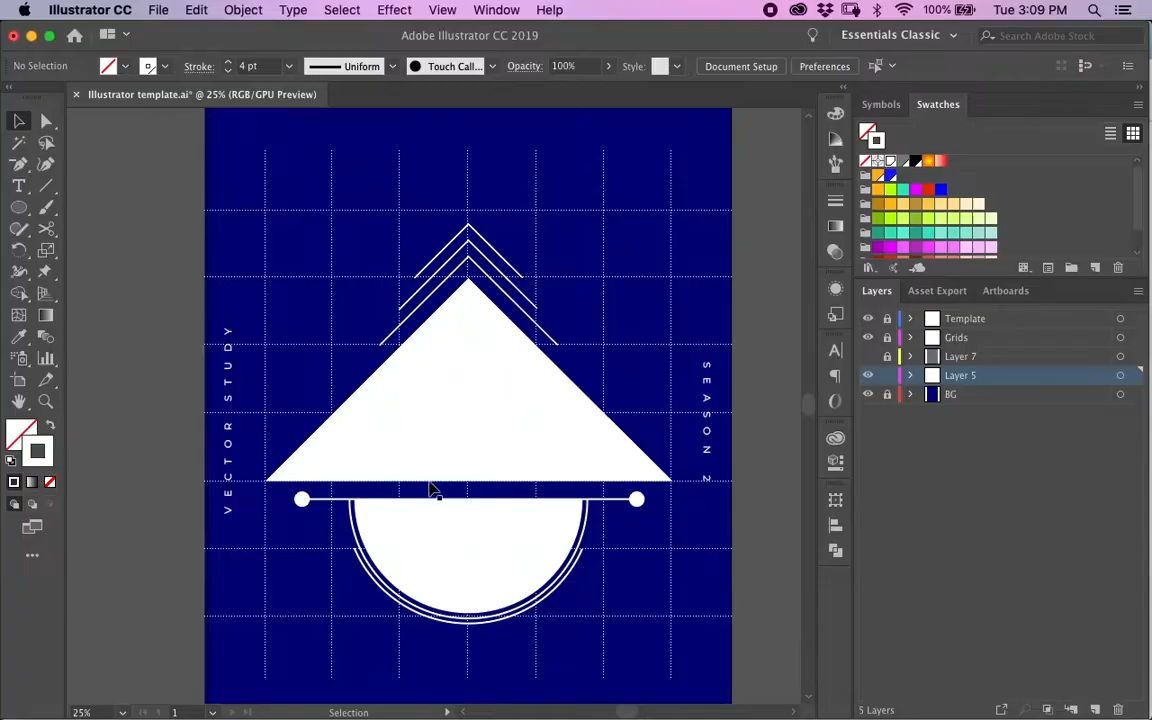 Illustrator CC File Edit Object Type Select Effect View Window Help 100% Tue 3:09 PM
Adobe Illustrator CC 2019 Essentials Classic Search Adobe Stock
No Selection Stroke: 4 pt Uniform Touch Call... Opacity: 100% Style: Document Setup Preferences
Illustrator template.ai* @ 25% (RGB/GPU Preview)
Symbols Swatches
Layers Asset Export Artboards
Template
Grids
Layer 7
Layer 5
BG
VECTOR STUDY
SEASON 2
25% 1 Selection 5 Layers